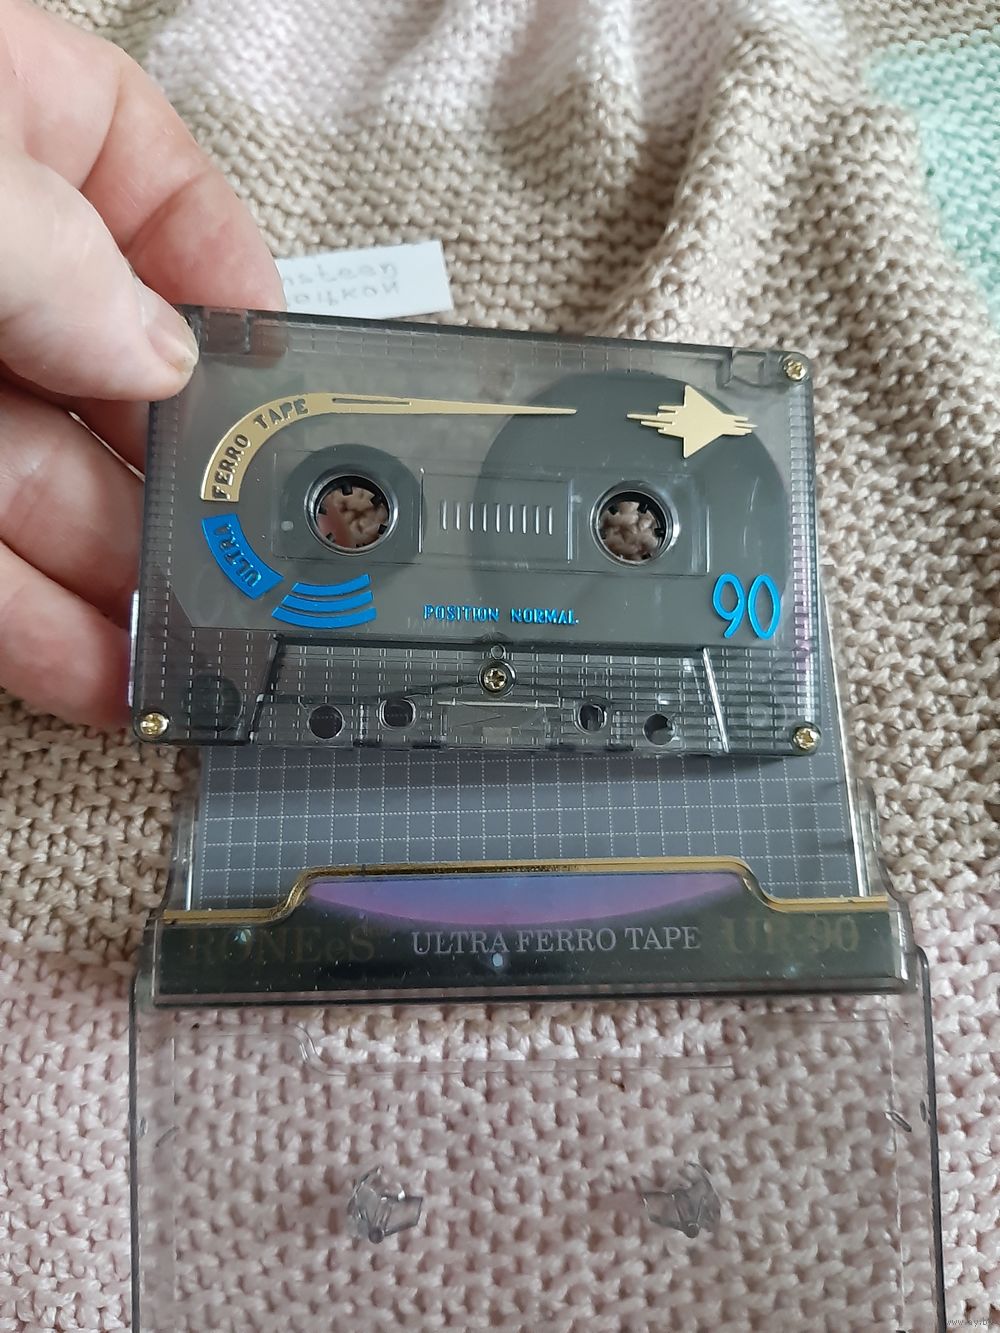 FERRO TAPE
ULTRA
POSITION NORMAL
90
RONEeS ULTRA FERRO TAPE UR-90